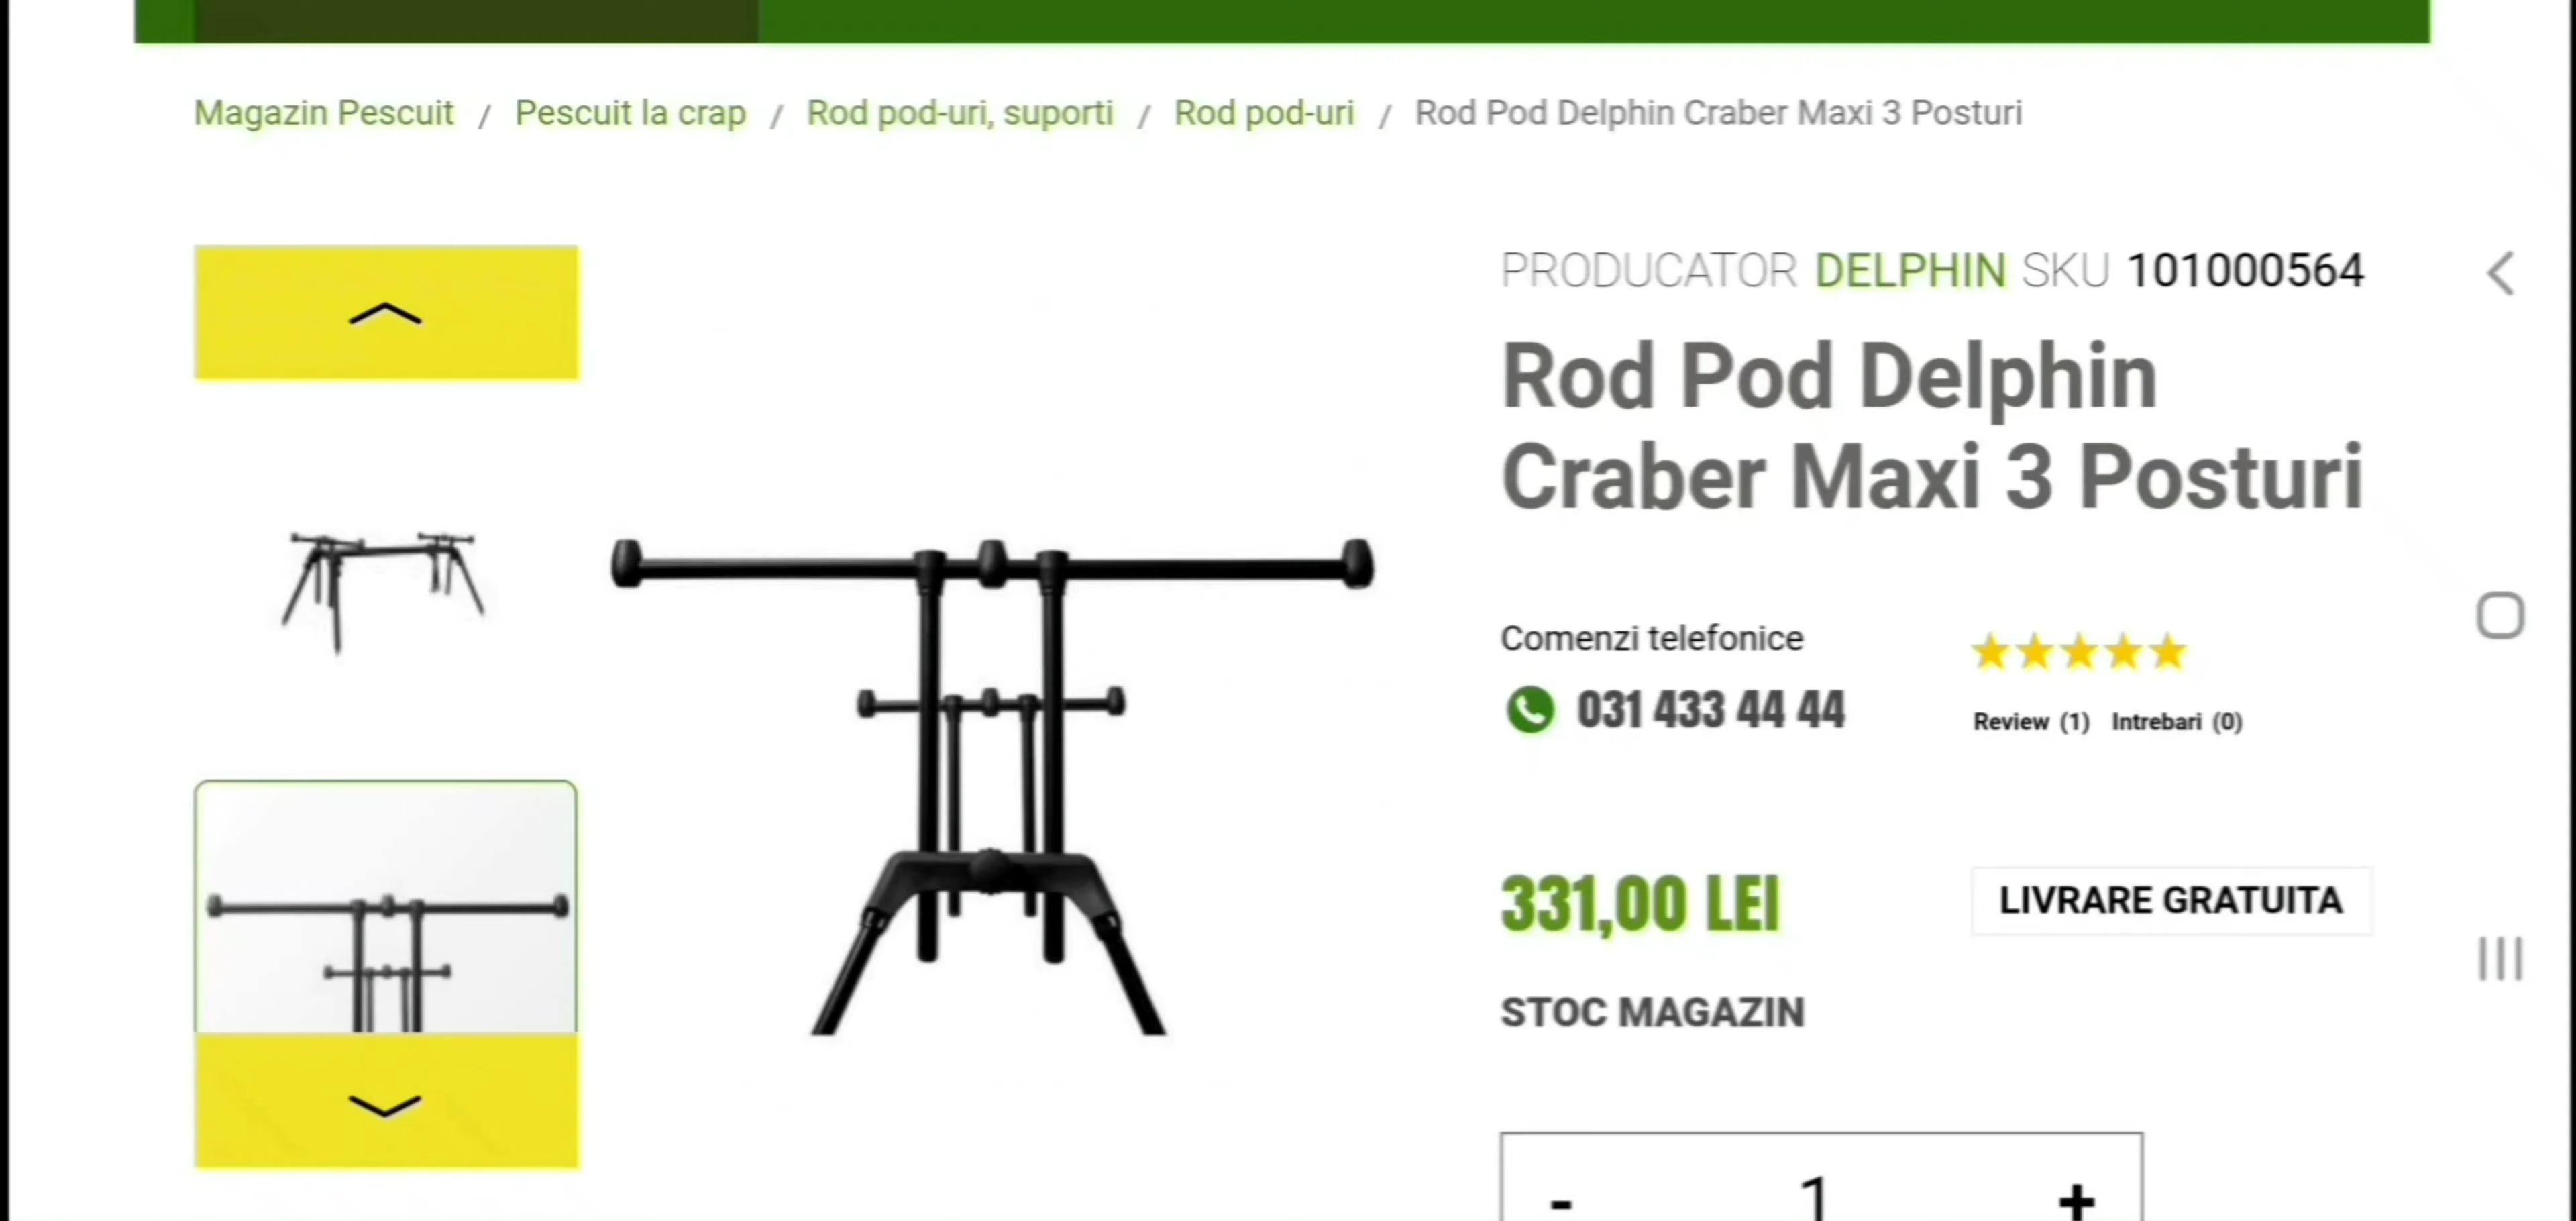 Magazin Pescuit / Pescuit la crap / Rod pod-uri, suporti / Rod pod-uri / Rod Pod Delphin Craber Maxi 3 Posturi
PRODUCATOR DELPHIN SKU 101000564
Rod Pod Delphin
Craber Maxi 3 Posturi
Comenzi telefonice
031 433 44 44
Review (1) Intrebari (0)
331,00 LEI
LIVRARE GRATUITA
STOC MAGAZIN
- 1 +